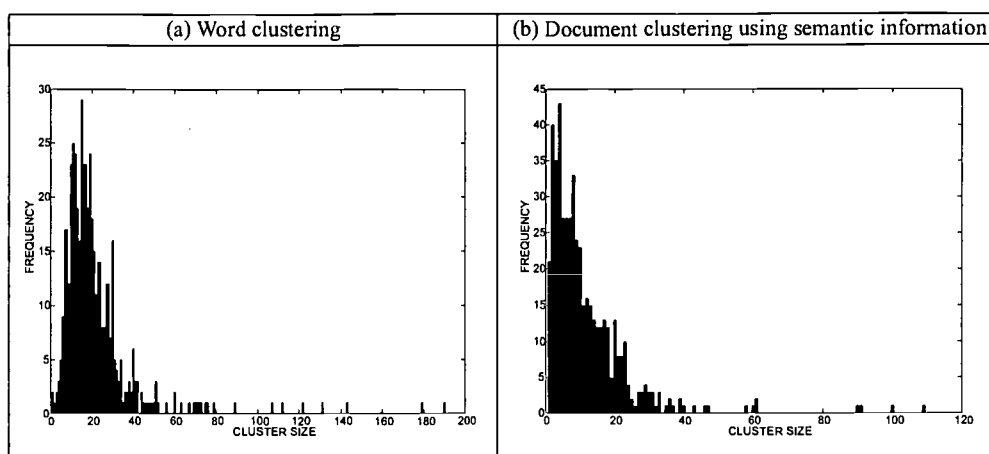 (a) Word clustering
(b) Document clustering using semantic information
30
25
20
15
10
5
0
FREQUENCY
0 20 40 60 80 100 120 140 160 180 200
CLUSTER SIZE
45
40
35
30
25
20
15
10
5
0
FREQUENCY
0 20 40 60 80 100 120
CLUSTER SIZE